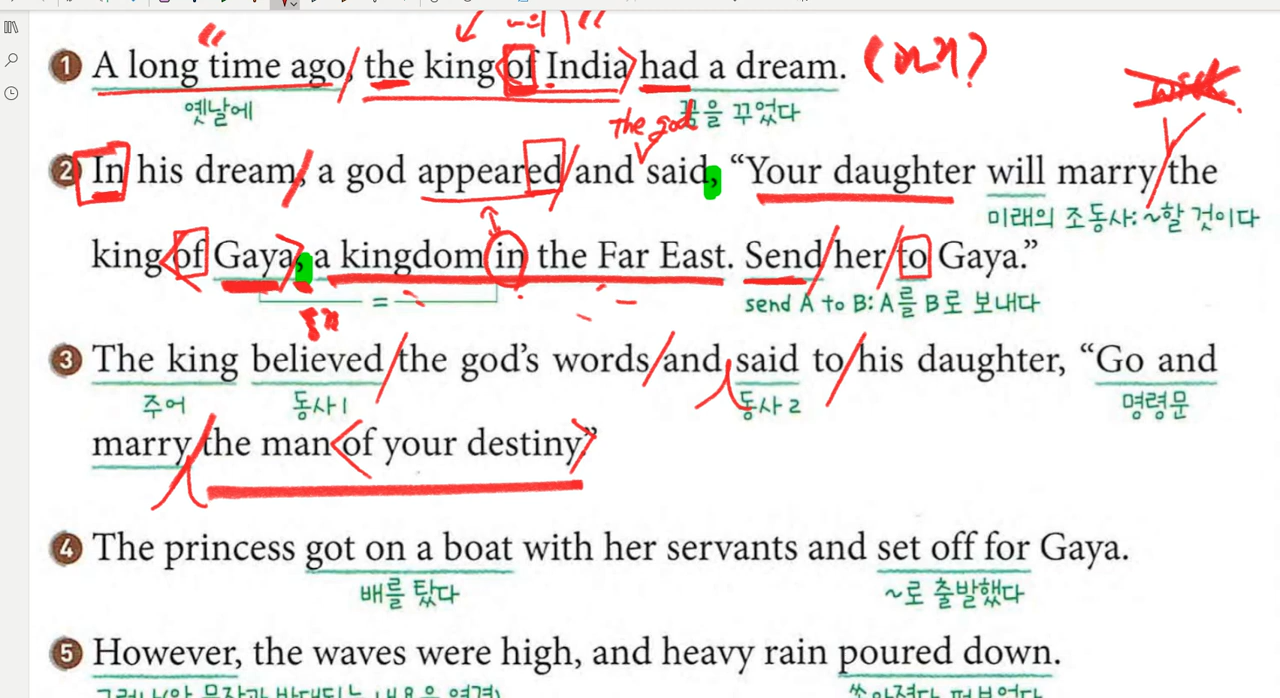 1 A long time ago, the king of India had a dream.
옛날에 꿈을 꾸었다
the god
2 In his dream, a god appeared and said, “Your daughter will marry the
미래의 조동사: ~할 것이다
king of Gaya, a kingdom in the Far East. Send her to Gaya.”
= send A to B: A를 B로 보내다
3 The king believed the god’s words and said to his daughter, “Go and
주어 동사1 동사2 명령문
marry the man of your destiny.”
4 The princess got on a boat with her servants and set off for Gaya.
배를 탔다 ~로 출발했다
5 However, the waves were high, and heavy rain poured down.